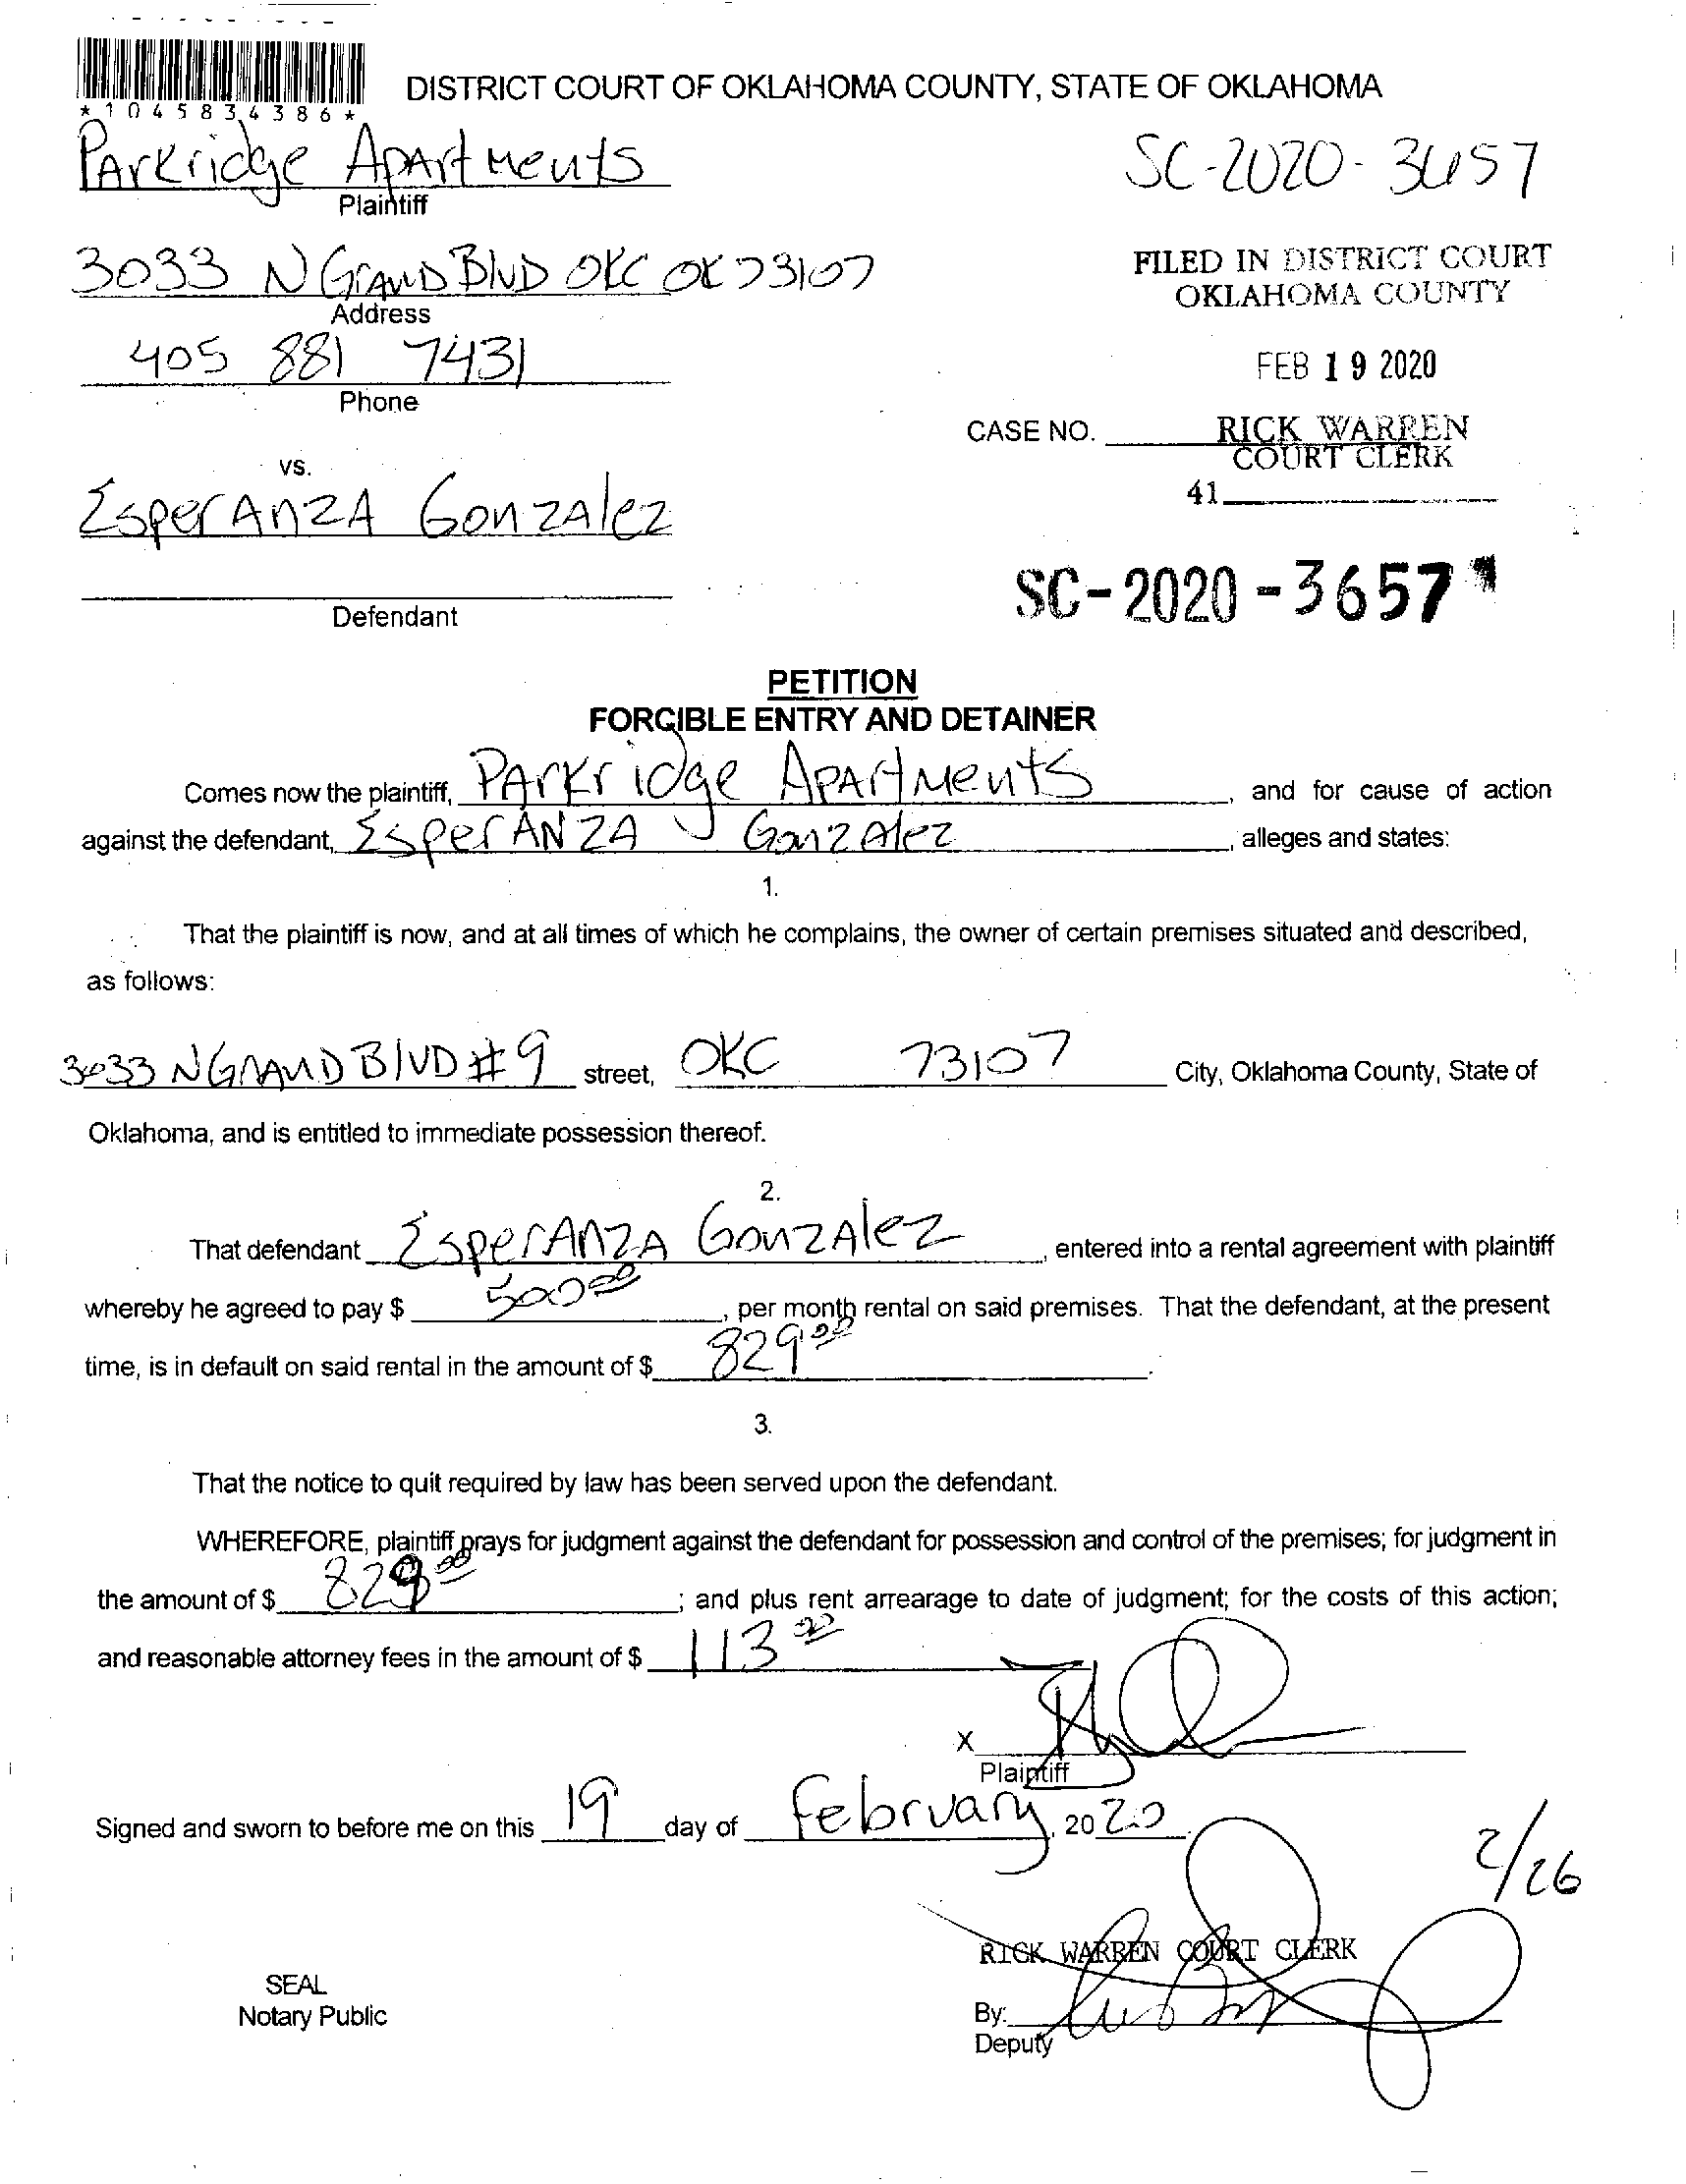 *1045834386*
DISTRICT COURT OF OKLAHOMA COUNTY, STATE OF OKLAHOMA
Parkridge Apartments
Plaintiff
SC-2020-3657
3033 N Grand Blvd OKC OK 73107
Address
FILED IN DISTRICT COURT
OKLAHOMA COUNTY
405 881 7431
Phone
FEB 19 2020
CASE NO.
RICK WARREN
COURT CLERK
41
vs.
Esperanza Gonzalez
Defendant
SC-2020-3657
PETITION
FORCIBLE ENTRY AND DETAINER
Comes now the plaintiff, Parkridge Apartments, and for cause of action
against the defendant, Esperanza Gonzalez, alleges and states:
1.
That the plaintiff is now, and at all times of which he complains, the owner of certain premises situated and described,
as follows:
3033 N Grand Blvd #9 street, OKC 73107 City, Oklahoma County, State of
Oklahoma, and is entitled to immediate possession thereof.
2.
That defendant Esperanza Gonzalez, entered into a rental agreement with plaintiff
whereby he agreed to pay $ 500.00, per month rental on said premises. That the defendant, at the present
time, is in default on said rental in the amount of $ 829.00.
3.
That the notice to quit required by law has been served upon the defendant.
WHEREFORE, plaintiff prays for judgment against the defendant for possession and control of the premises; for judgment in
the amount of $ 829.00; and plus rent arrearage to date of judgment; for the costs of this action;
and reasonable attorney fees in the amount of $ 113.00
X
Plaintiff
Signed and sworn to before me on this 19 day of February, 2020.
2/26
RICK WARREN COURT CLERK
SEAL
Notary Public
By:
Deputy